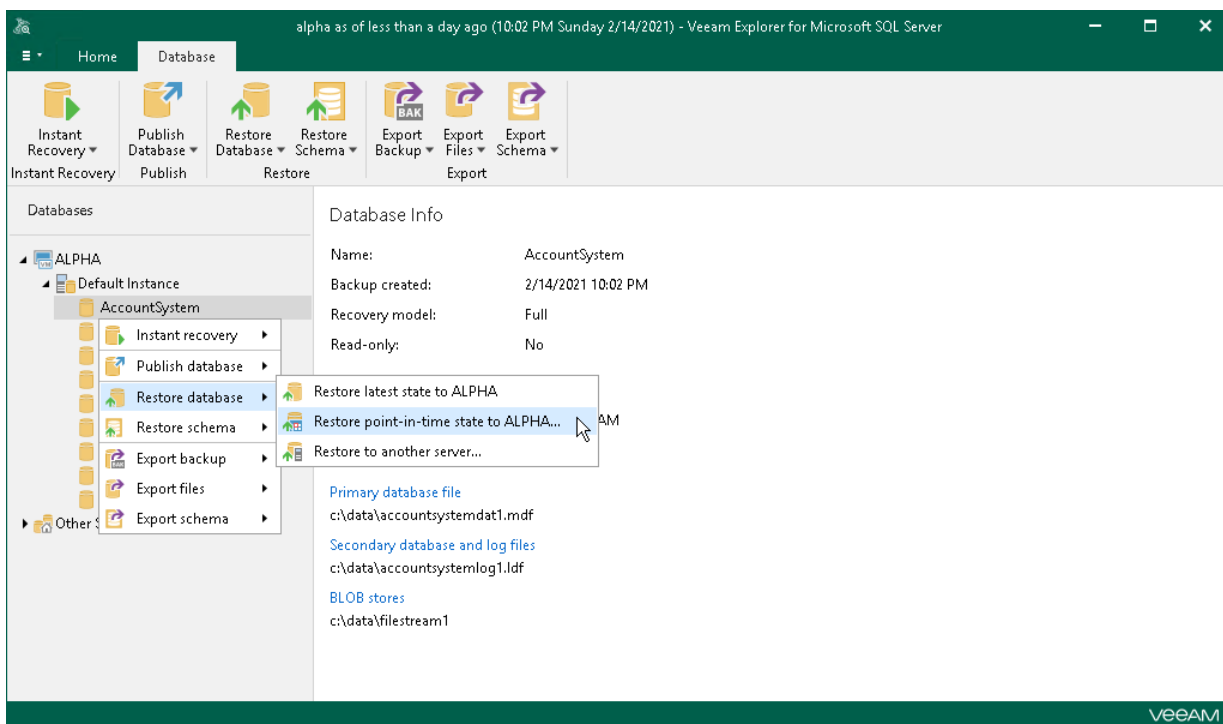 alpha as of less than a day ago (10:02 PM Sunday 2/14/2021) - Veeam Explorer for Microsoft SQL Server
Home Database
Instant Recovery
Publish Database
Restore Database
Restore Schema
BAK
Export Backup
Export Files
Export Schema
Instant Recovery Publish Restore Export
Databases
ALPHA
VM
Default Instance
AccountSystem
Instant recovery
Publish database
Restore database
Restore schema
Export backup
BAK
Export files
Export schema
Other
Restore latest state to ALPHA
Restore point-in-time state to ALPHA...
Restore to another server...
Database Info
Name: AccountSystem
Backup created: 2/14/2021 10:02 PM
Recovery model: Full
Read-only: No
AM
Primary database file
c:\data\accountsystemdat1.mdf
Secondary database and log files
c:\data\accountsystemlog1.ldf
BLOB stores
c:\data\filestream1
veeAM